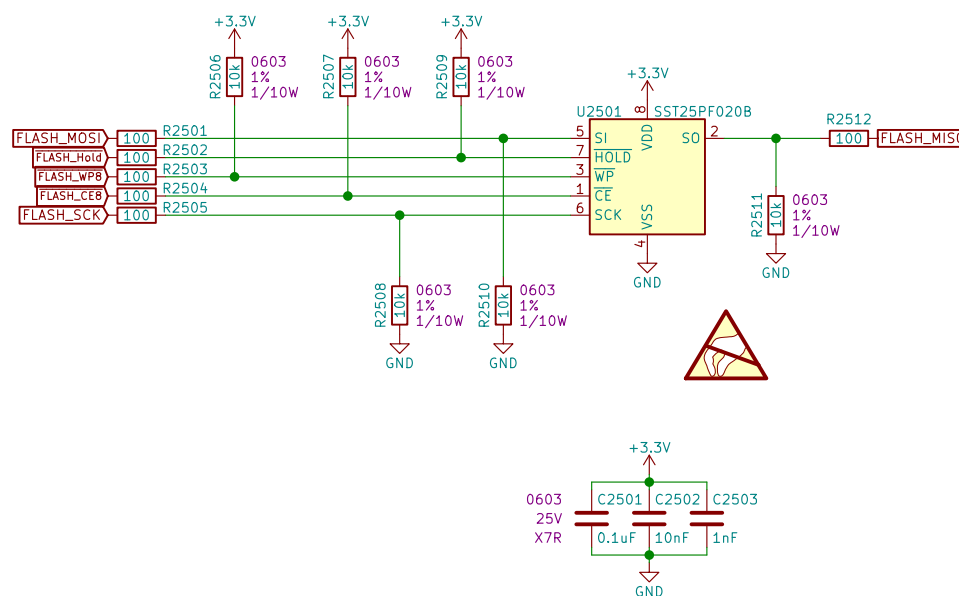 +3.3V
+3.3V
+3.3V
R2506
10k
0603
1%
1/10W
R2507
10k
0603
1%
1/10W
R2509
10k
0603
1%
1/10W
+3.3V
U2501
SST25PF020B
FLASH_MOSI
100
R2501
FLASH_Hold
100
R2502
FLASH_WP8
100
R2503
FLASH_CE8
100
R2504
FLASH_SCK
100
R2505
5
SI
7
HOLD
3
WP
1
CE
6
SCK
8
VDD
SO
2
VSS
4
GND
R2512
100
FLASH_MISO
R2511
10k
0603
1%
1/10W
GND
R2508
10k
0603
1%
1/10W
GND
R2510
10k
0603
1%
1/10W
GND
+3.3V
0603
25V
X7R
C2501
0.1uF
C2502
10nF
C2503
1nF
GND